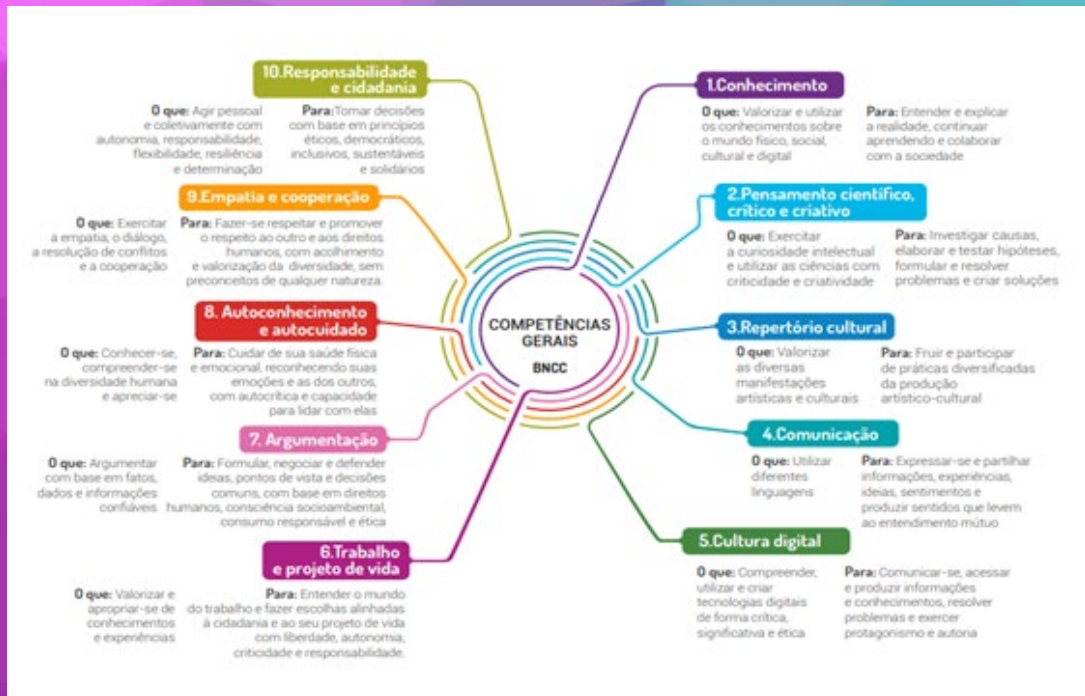 COMPETÊNCIAS
GERAIS
BNCC
1.Conhecimento
O que: Valorizar e utilizar
os conhecimentos sobre
o mundo físico, social,
cultural e digital
Para: Entender e explicar
a realidade, continuar
aprendendo e colaborar
com a sociedade
2.Pensamento científico,
crítico e criativo
O que: Exercitar
a curiosidade intelectual
e utilizar as ciências com
criticidade e criatividade
Para: Investigar causas,
elaborar e testar hipóteses,
formular e resolver
problemas e criar soluções
3.Repertório cultural
O que: Valorizar
as diversas
manifestações
artísticas e culturais
Para: Fruir e participar
de práticas diversificadas
da produção
artístico-cultural
4.Comunicação
O que: Utilizar
diferentes
linguagens
Para: Expressar-se e partilhar
informações, experiências,
ideias, sentimentos e
produzir sentidos que levem
ao entendimento mútuo
5.Cultura digital
O que: Compreender,
utilizar e criar
tecnologias digitais
de forma crítica,
significativa e ética
Para: Comunicar-se, acessar
e produzir informações
e conhecimentos, resolver
problemas e exercer
protagonismo e autoria
6.Trabalho
e projeto de vida
O que: Valorizar e
apropriar-se de
conhecimentos
e experiências
Para: Entender o mundo
do trabalho e fazer escolhas alinhadas
à cidadania e ao seu projeto de vida
com liberdade, autonomia,
criticidade e responsabilidade.
7. Argumentação
O que: Argumentar
com base em fatos,
dados e informações
confiáveis
Para: Formular, negociar e defender
ideias, pontos de vista e decisões
comuns, com base em direitos
humanos, consciência socioambiental,
consumo responsável e ética
8. Autoconhecimento
e autocuidado
O que: Conhecer-se,
compreender-se
na diversidade humana
e apreciar-se
Para: Cuidar de sua saúde física
e emocional, reconhecendo suas
emoções e as dos outros,
com autocrítica e capacidade
para lidar com elas
9.Empatia e cooperação
O que: Exercitar
a empatia, o diálogo,
a resolução de conflitos
e a cooperação
Para: Fazer-se respeitar e promover
o respeito ao outro e aos direitos
humanos, com acolhimento
e valorização da diversidade, sem
preconceitos de qualquer natureza.
10.Responsabilidade
e cidadania
O que: Agir pessoal
e coletivamente com
autonomia, responsabilidade,
flexibilidade, resiliência
e determinação
Para:Tomar decisões
com base em princípios
éticos, democráticos,
inclusivos, sustentáveis
e solidários